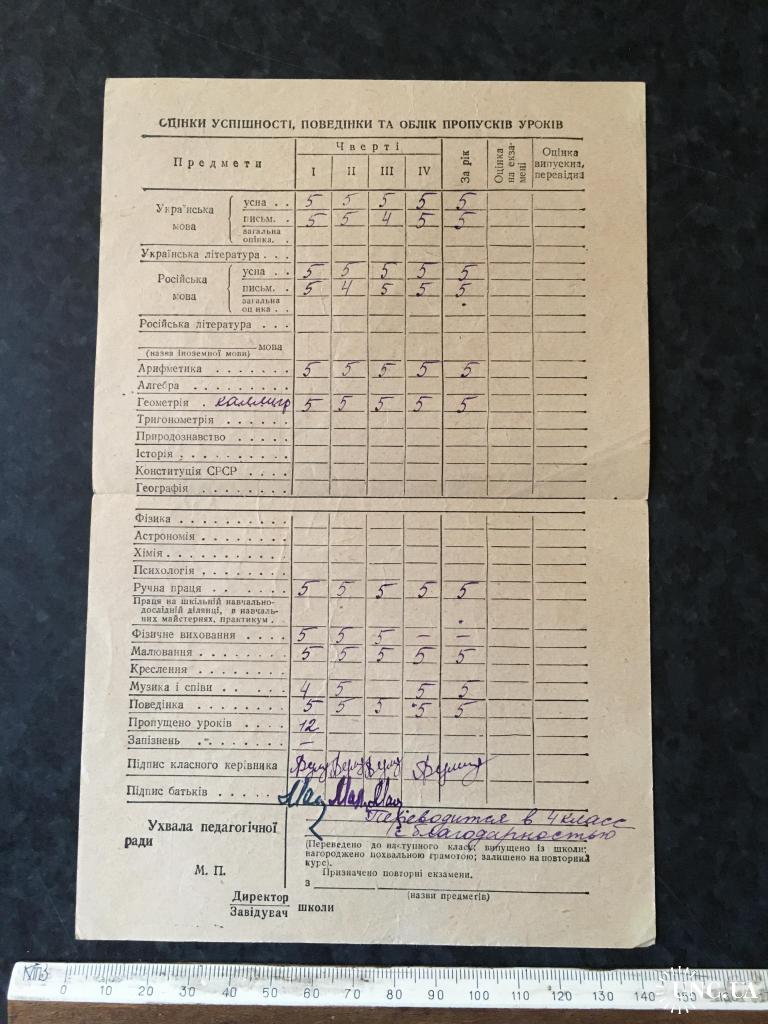 ОЦІНКИ УСПІШНОСТІ, ПОВЕДІНКИ ТА ОБЛІК ПРОПУСКІВ УРОКІВ
Предмети Чверті За рік Оцінка на екзамені Оцінка випускна, перевідна
I II III IV
Українська мова усна . . 5 5 5 5 5
письм. . 5 5 4 5 5
загальна оцінка. .
Українська література . . .
Російська мова усна . . 5 5 5 5 5
письм. . 5 4 5 5 5
загальна оцінка . .
Російська література . . .
мова
(назва іноземної мови)
Арифметика . . . . . . . 5 5 5 5 5
Алгебра . . . . . . . .
Геометрія . каллигр 5 5 5 5 5
Тригонометрія . . . . .
Природознавство . . . .
Історія . . . . . . . .
Конституція СРСР . . . .
Географія . . . . . . .
Фізика . . . . . . . . .
Астрономія . . . . . . .
Хімія . . . . . . . . .
Психологія . . . . . . .
Ручна праця . . . . . . 5 5 5 5 5
Праця на шкільній навчально-
дослідній ділянці, в навчаль-
них майстернях, практикум .
Фізичне виховання . . . . 5 5 5 – –
Малювання . . . . . . . 5 5 5 5 5
Креслення . . . . . . .
Музика і співи . . . . . 4 5 5 5
Поведінка . . . . . . . 5 5 5 5 5
Пропущено уроків . . . . 12
Запізнень „ . . . . . –
Підпис класного керівника
Підпис батьків . . . . .
Переводится в 4 класс
с благодарностью
Ухвала педагогічної
ради
(Переведено до наступного класу; випущено із школи;
нагороджено похвальною грамотою; залишено на повторний
курс).
М. П.
Призначено повторні екзамени.
з
(назви предметів)
Директор
Завідувач школи
0 10 20 30 40 50 60 70 80 90 100 110 120 130 140 150
UNC.UA